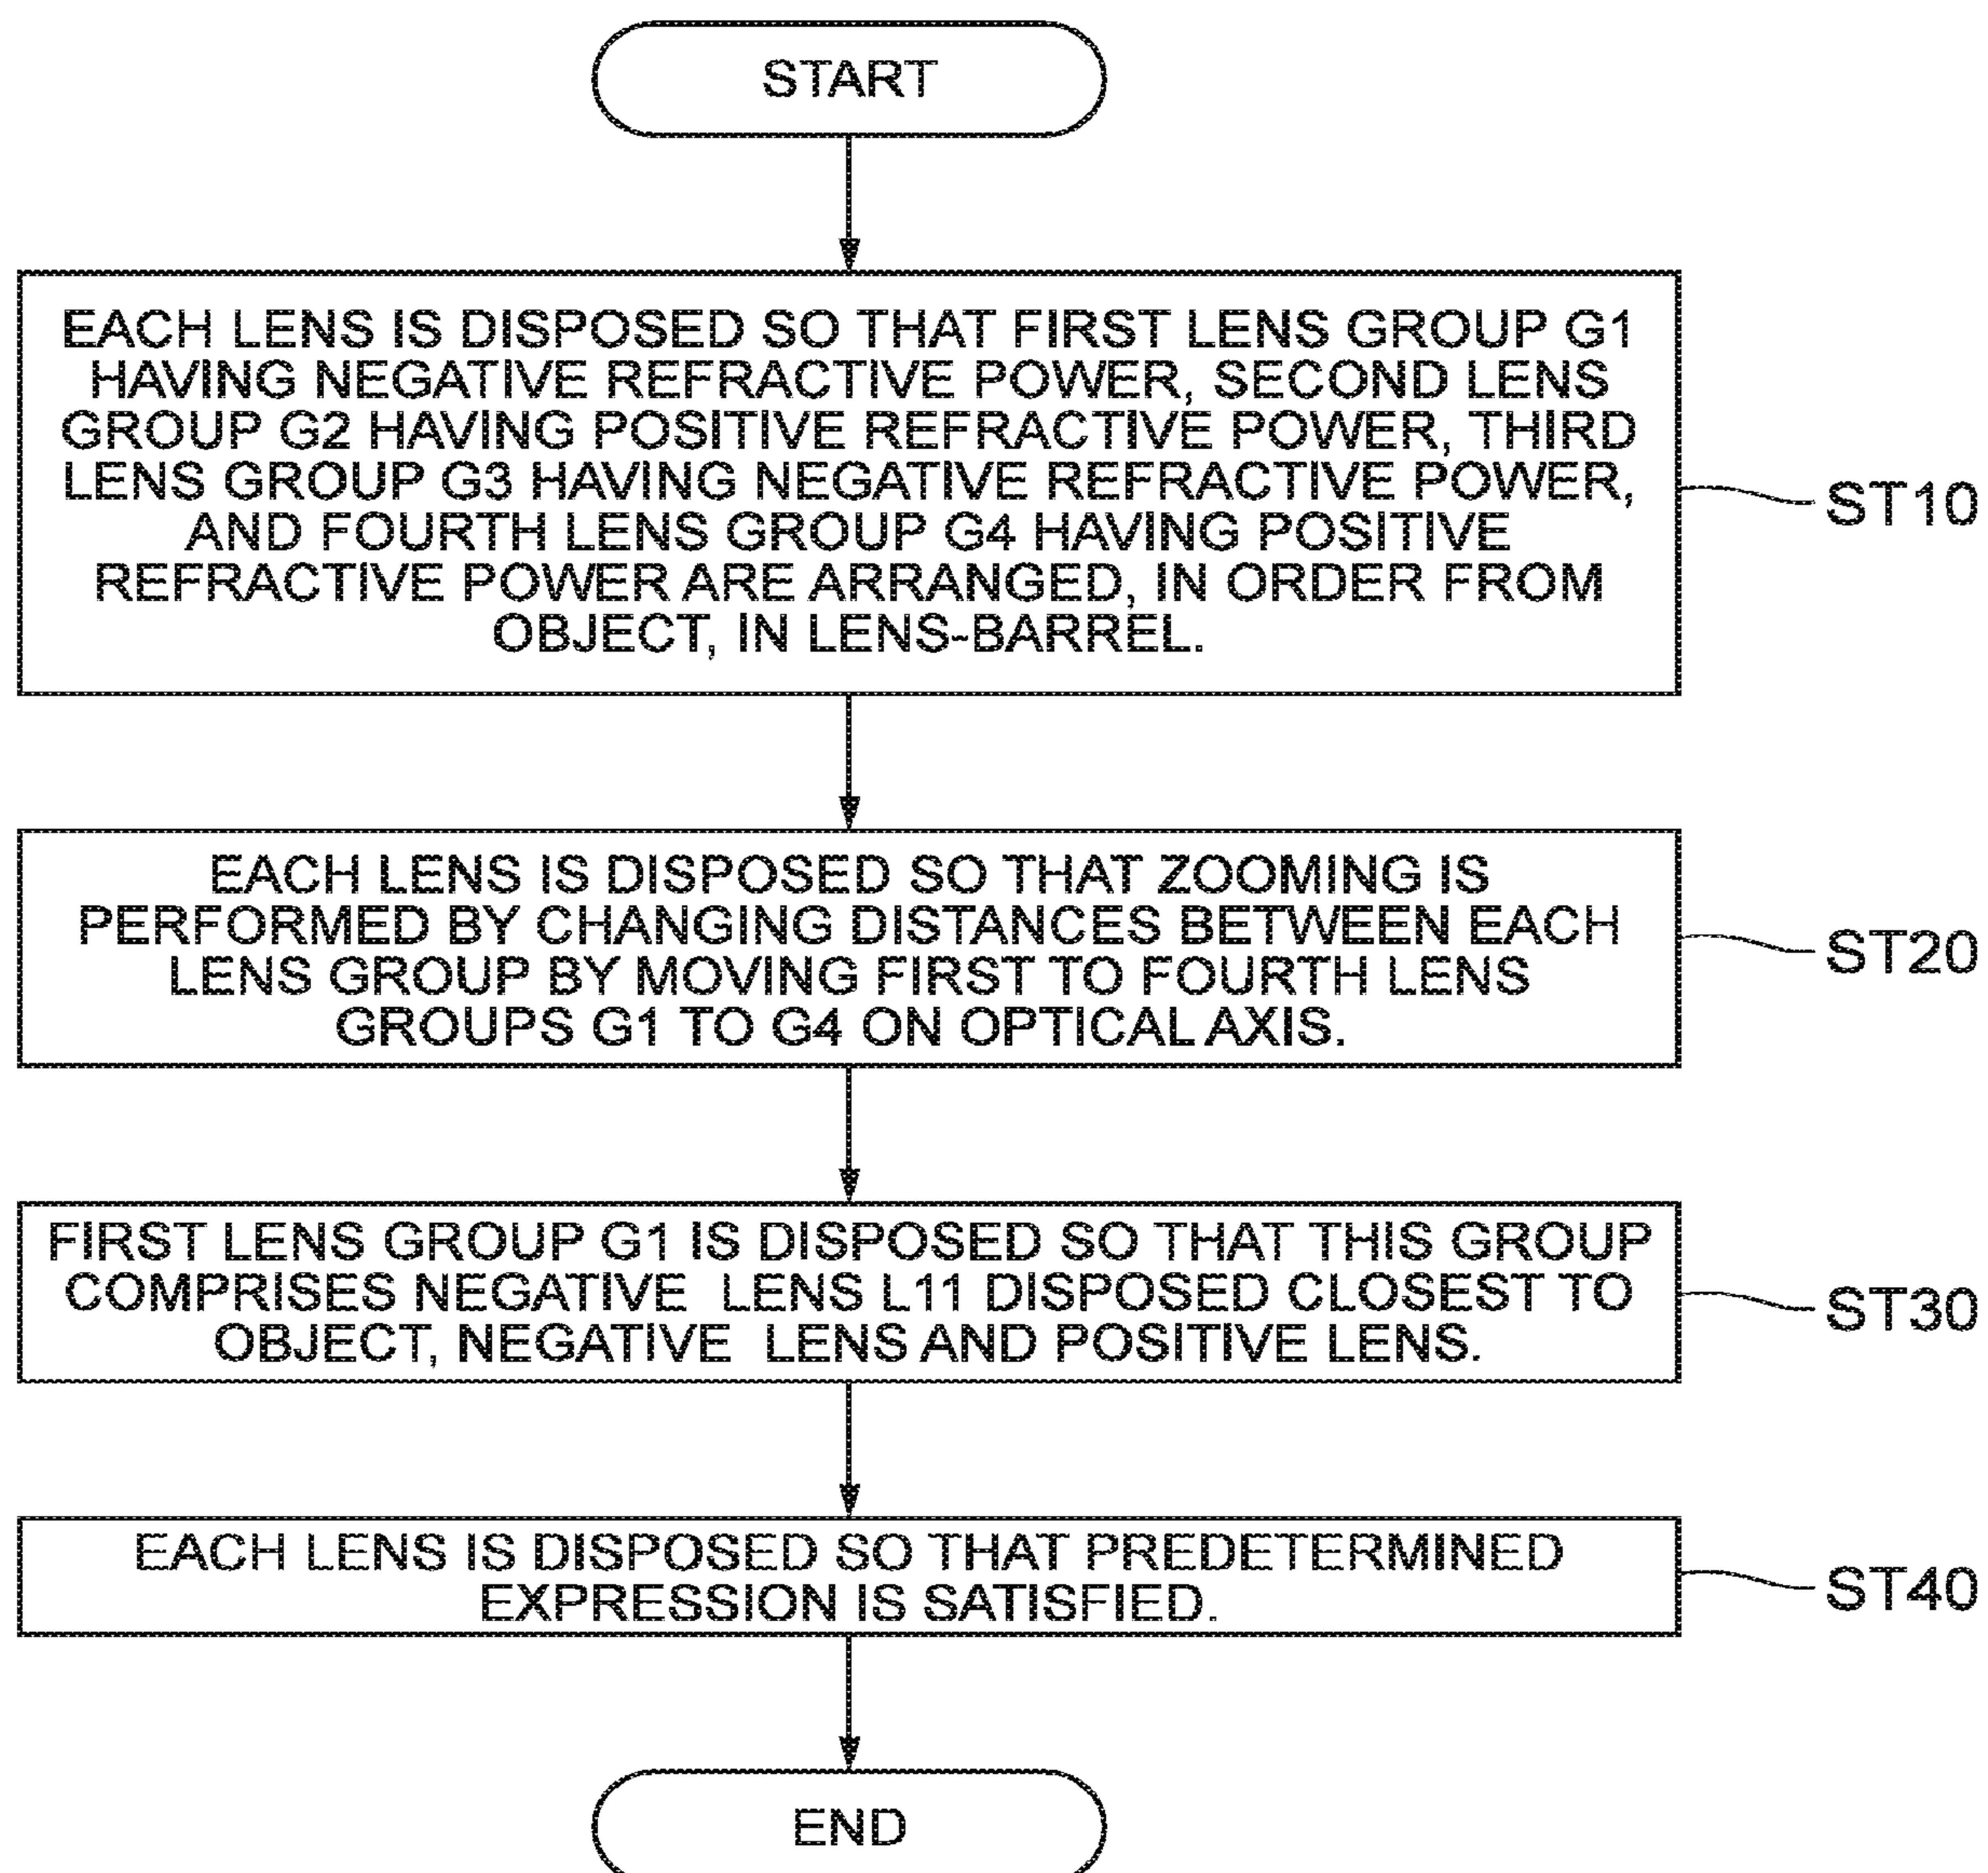 START
EACH LENS IS DISPOSED SO THAT FIRST LENS GROUP G1
HAVING NEGATIVE REFRACTIVE POWER, SECOND LENS
GROUP G2 HAVING POSITIVE REFRACTIVE POWER, THIRD
LENS GROUP G3 HAVING NEGATIVE REFRACTIVE POWER,
AND FOURTH LENS GROUP G4 HAVING POSITIVE
REFRACTIVE POWER ARE ARRANGED, IN ORDER FROM
OBJECT, IN LENS-BARREL.
ST10
EACH LENS IS DISPOSED SO THAT ZOOMING IS
PERFORMED BY CHANGING DISTANCES BETWEEN EACH
LENS GROUP BY MOVING FIRST TO FOURTH LENS
GROUPS G1 TO G4 ON OPTICAL AXIS.
ST20
FIRST LENS GROUP G1 IS DISPOSED SO THAT THIS GROUP
COMPRISES NEGATIVE LENS L11 DISPOSED CLOSEST TO
OBJECT, NEGATIVE LENS AND POSITIVE LENS.
ST30
EACH LENS IS DISPOSED SO THAT PREDETERMINED
EXPRESSION IS SATISFIED.
ST40
END